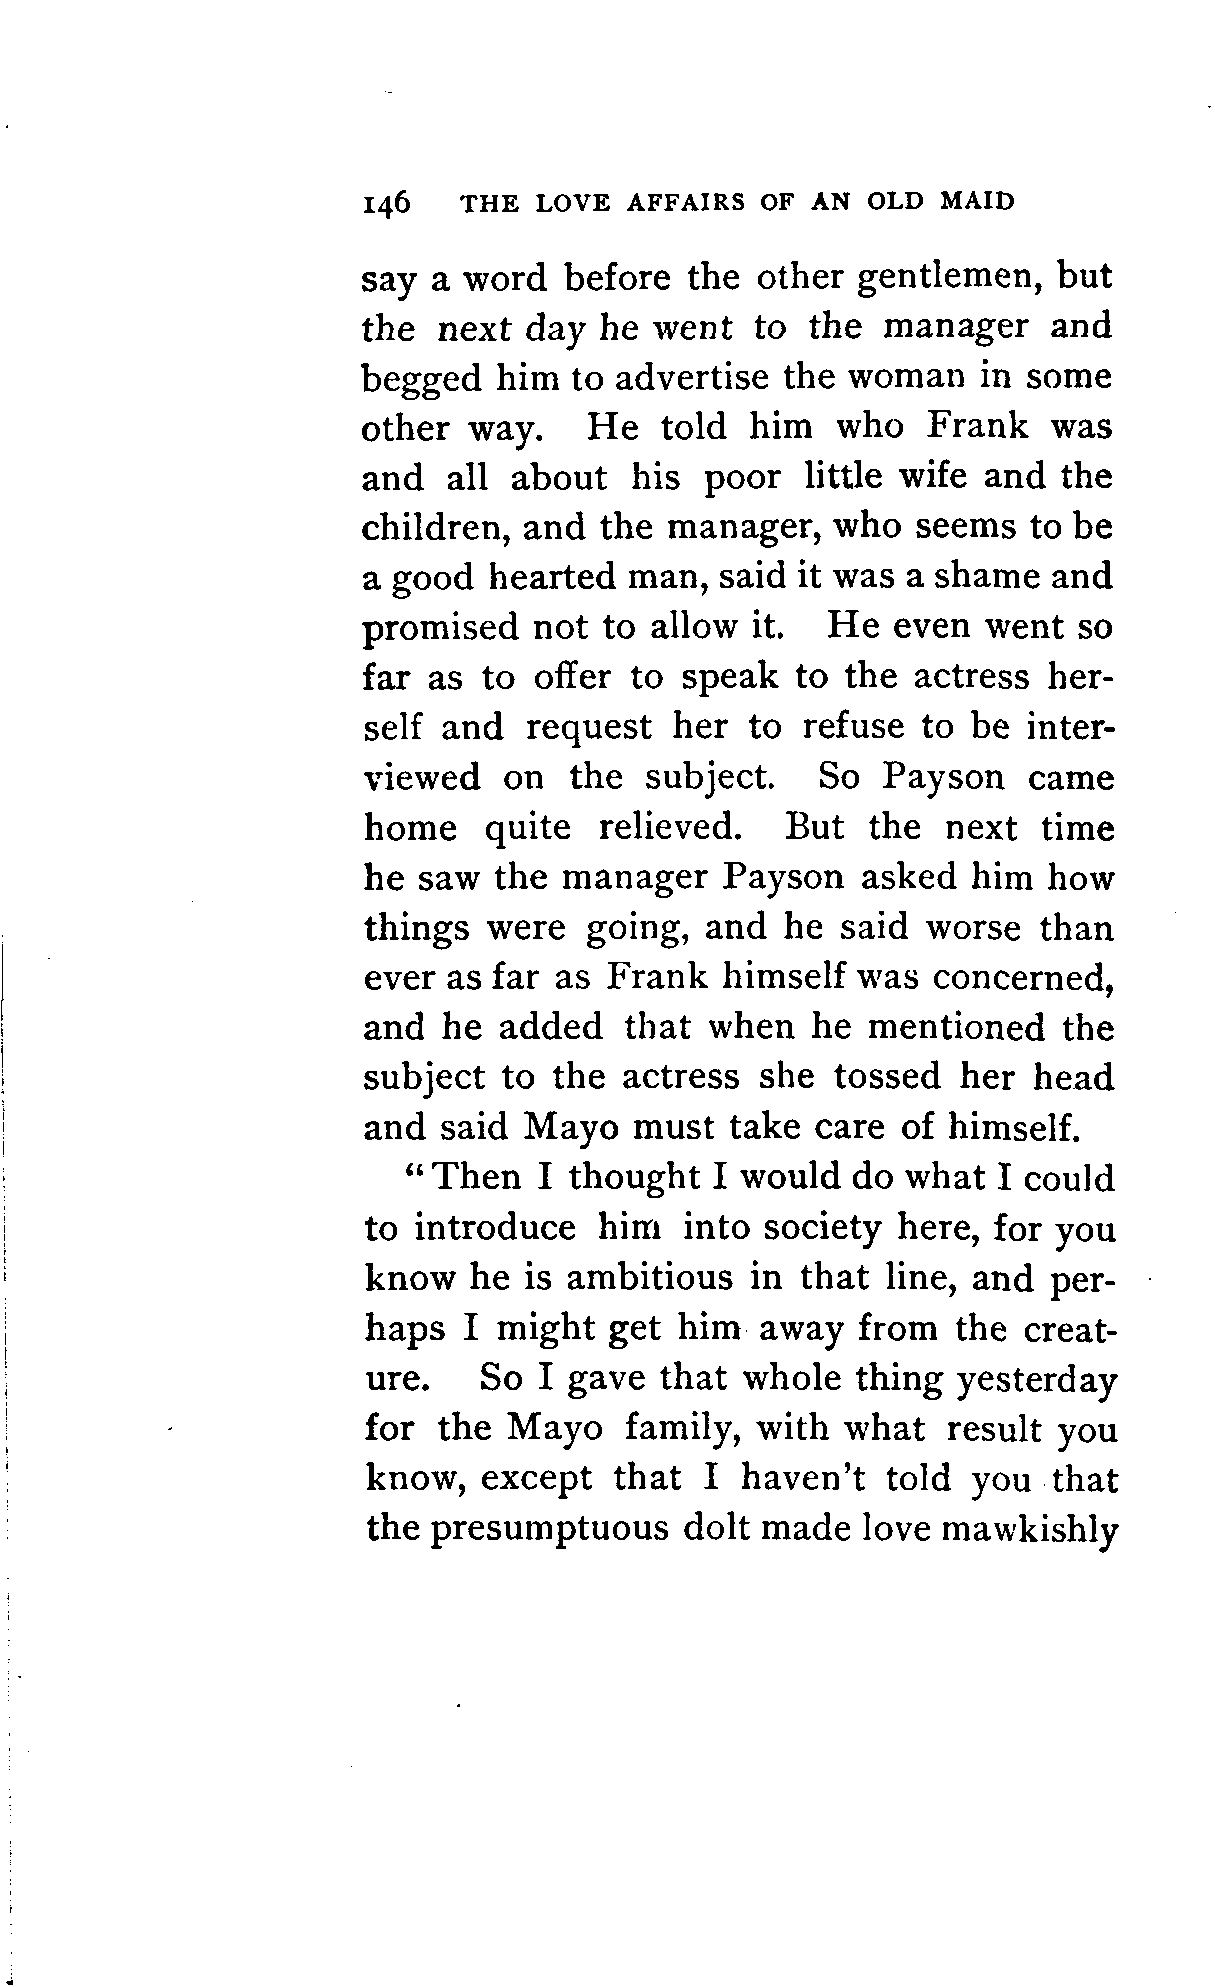 146 THE LOVE AFFAIRS OF AN OLD MAID
say a word before the other gentlemen, but
the next day he went to the manager and
begged him to advertise the woman in some
other way. He told him who Frank was
and all about his poor little wife and the
children, and the manager, who seems to be
a good hearted man, said it was a shame and
promised not to allow it. He even went so
far as to offer to speak to the actress her-
self and request her to refuse to be inter-
viewed on the subject. So Payson came
home quite relieved. But the next time
he saw the manager Payson asked him how
things were going, and he said worse than
ever as far as Frank himself was concerned,
and he added that when he mentioned the
subject to the actress she tossed her head
and said Mayo must take care of himself.
“Then I thought I would do what I could
to introduce him into society here, for you
know he is ambitious in that line, and per-
haps I might get him away from the creat-
ure. So I gave that whole thing yesterday
for the Mayo family, with what result you
know, except that I haven't told you that
the presumptuous dolt made love mawkishly